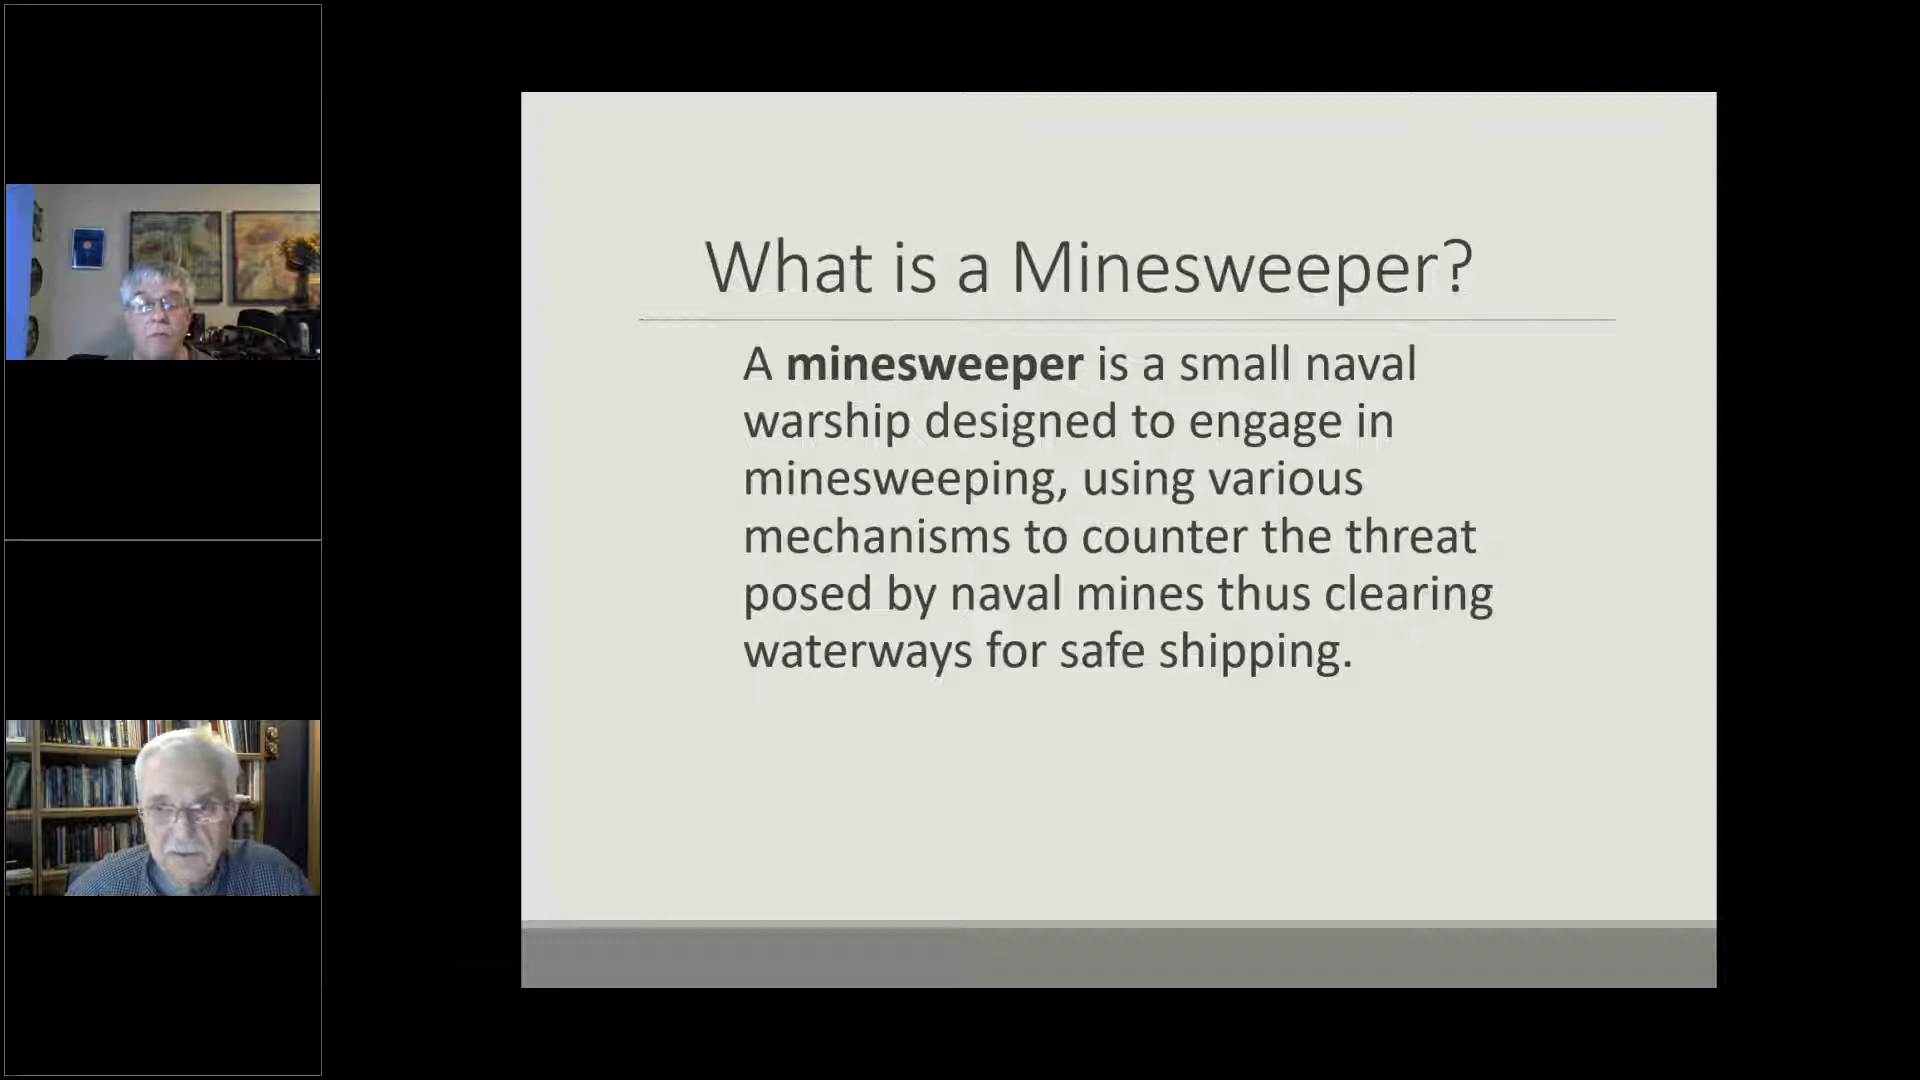 What is a Minesweeper?
A minesweeper is a small naval
warship designed to engage in
minesweeping, using various
mechanisms to counter the threat
posed by naval mines thus clearing
waterways for safe shipping.